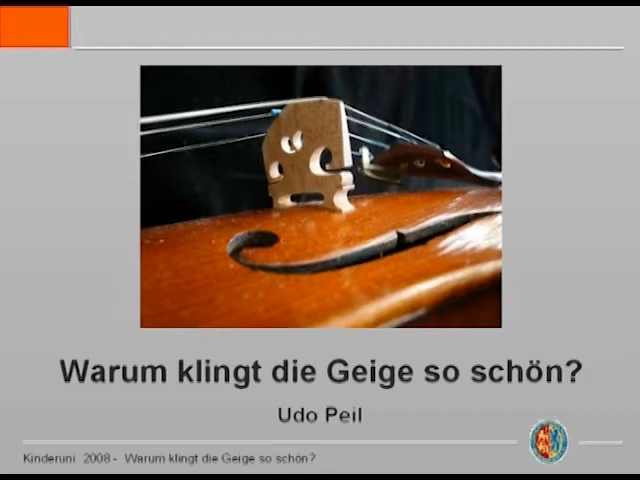 Warum klingt die Geige so schön?
Udo Peil
Kinderuni 2008 - Warum klingt die Geige so schön?